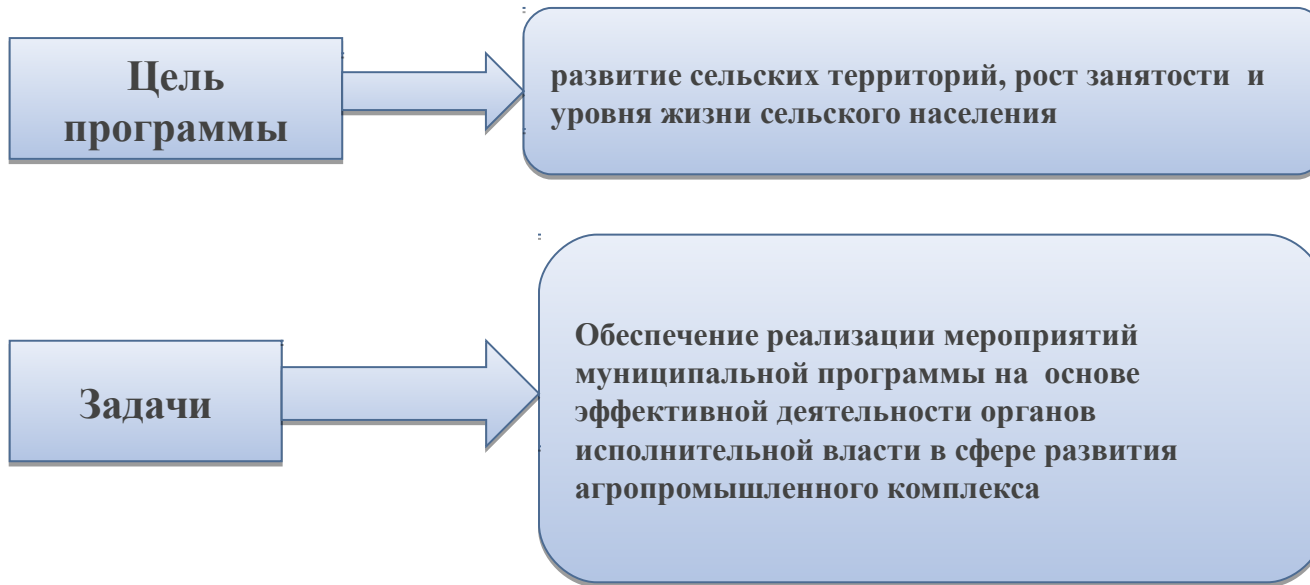 Цель
программы
развитие сельских территорий, рост занятости  и
уровня жизни сельского населения
Задачи
Обеспечение реализации мероприятий
муниципальной программы на  основе
эффективной деятельности органов
исполнительной власти в сфере развития
агропромышленного комплекса